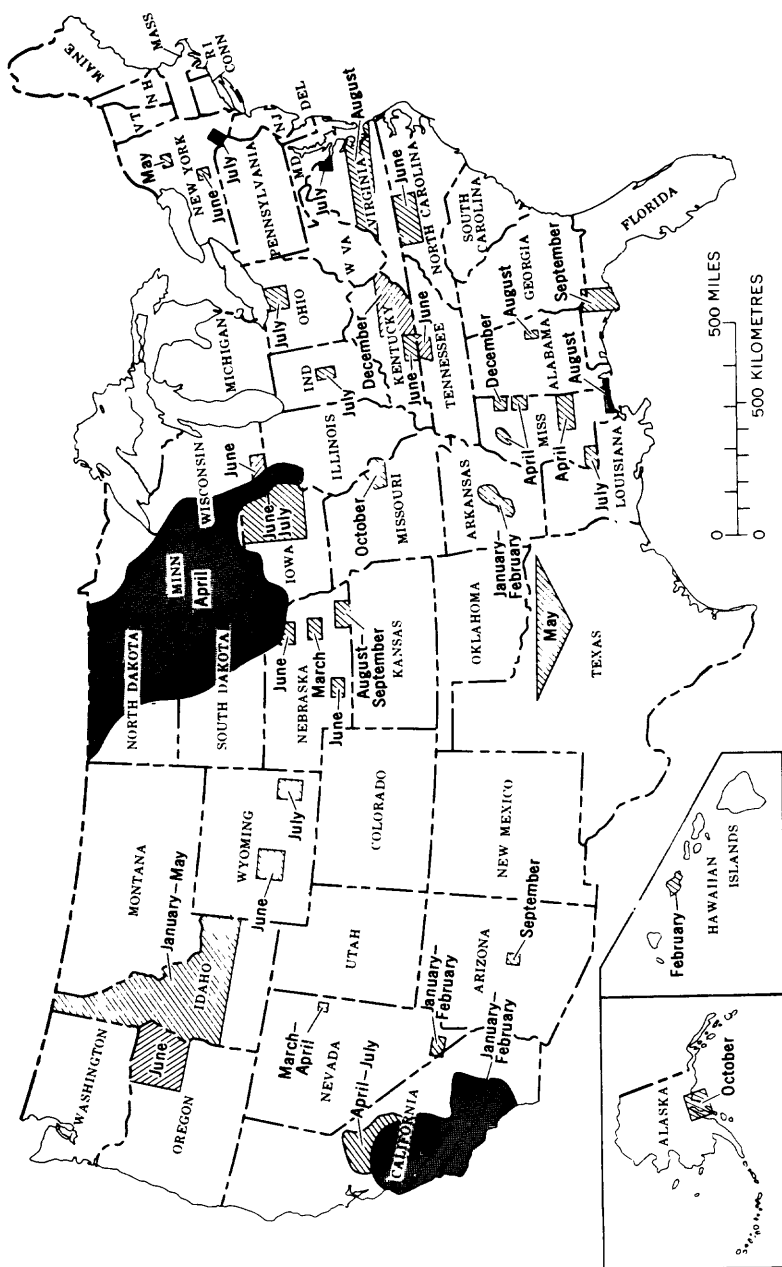 WASHINGTON
MONTANA
NORTH DAKOTA
MINN
April
WISCONSIN
MICHIGAN
MAINE
VT
NH
MASS
RI
CONN
May
NEW YORK
June
July
PENNSYLVANIA
NJ
DEL
MD
July
August
OREGON
June
IDAHO
January–May
WYOMING
June
July
SOUTH DAKOTA
June
NEBRASKA
March
June
August–
September
KANSAS
IOWA
June
July
June
ILLINOIS
IND
July
OHIO
July
W VA
VIRGINIA
December
KENTUCKY
June
June
TENNESSEE
June
NORTH CAROLINA
SOUTH
CAROLINA
NEVADA
March–
April
UTAH
COLORADO
October
MISSOURI
CALIFORNIA
April–July
January–
February
January–
February
ARIZONA
September
NEW MEXICO
OKLAHOMA
TEXAS
May
ARKANSAS
January–
February
LOUISIANA
July
MISS
April
April
December
ALABAMA
August
August
GEORGIA
September
FLORIDA
ALASKA
October
HAWAIIAN
ISLANDS
February
500 MILES
500 KILOMETRES
0
0